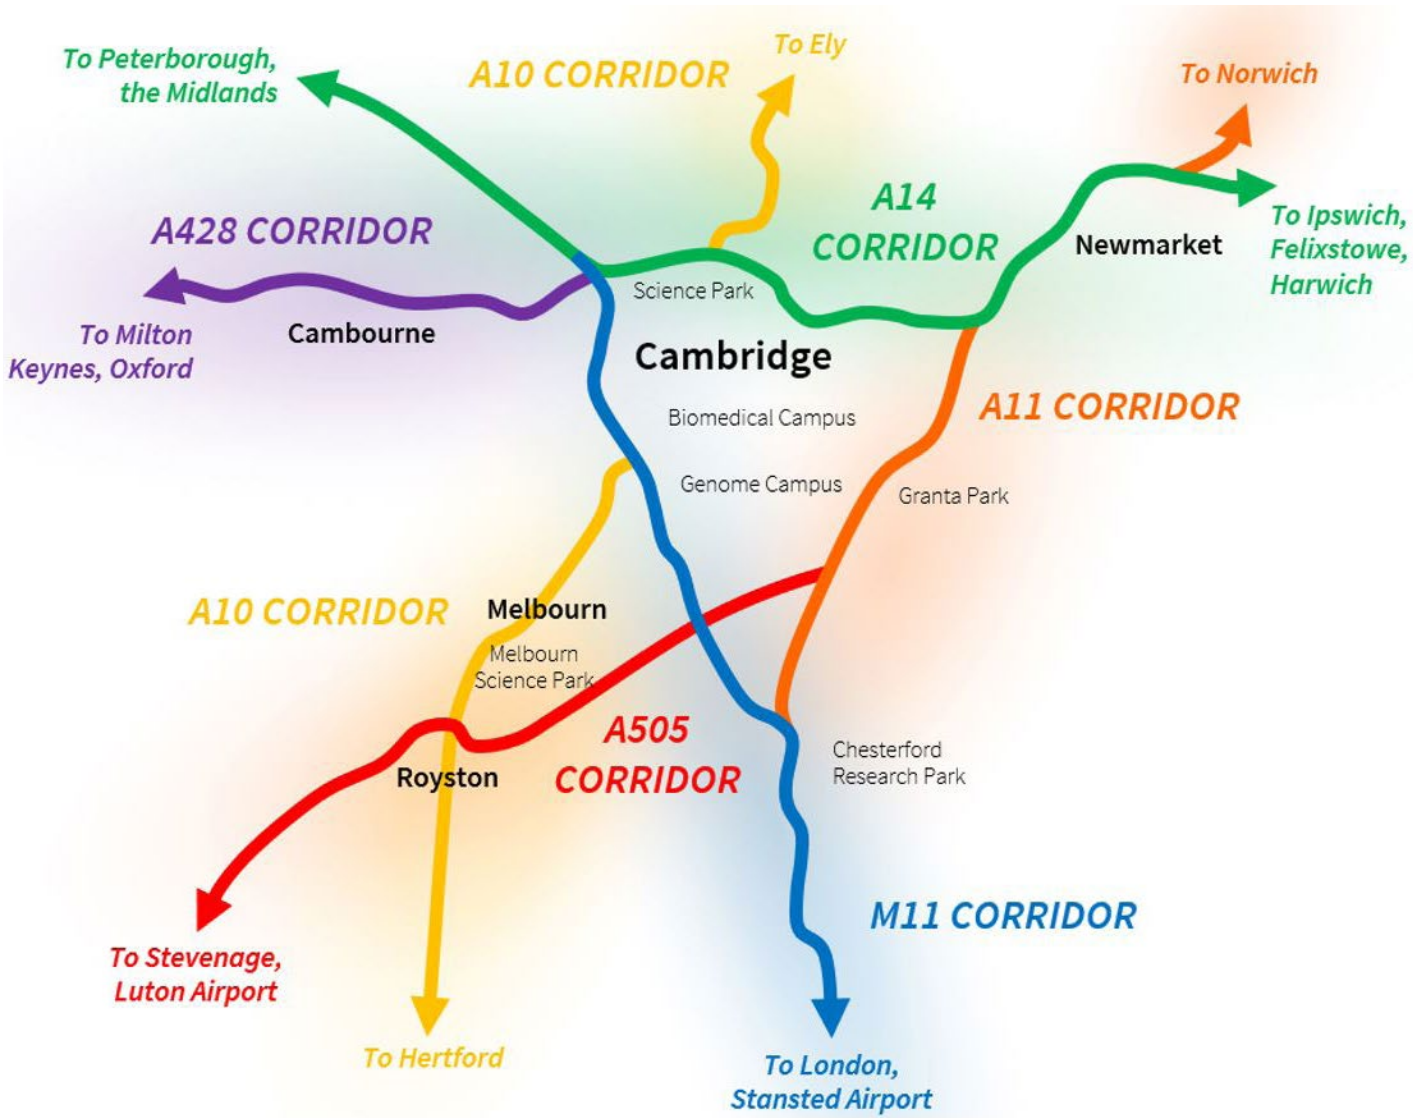 To Ely
A10 CORRIDOR
To Peterborough,
the Midlands
To Norwich
A14
CORRIDOR
A428 CORRIDOR
Newmarket
To Ipswich,
Felixstowe,
Harwich
Science Park
Cambourne
To Milton
Keynes, Oxford
Cambridge
A11 CORRIDOR
Biomedical Campus
Genome Campus
Granta Park
A10 CORRIDOR
Melbourn
Melbourn
Science Park
A505
CORRIDOR
Royston
Chesterford
Research Park
M11 CORRIDOR
To Stevenage,
Luton Airport
To Hertford
To London,
Stansted Airport